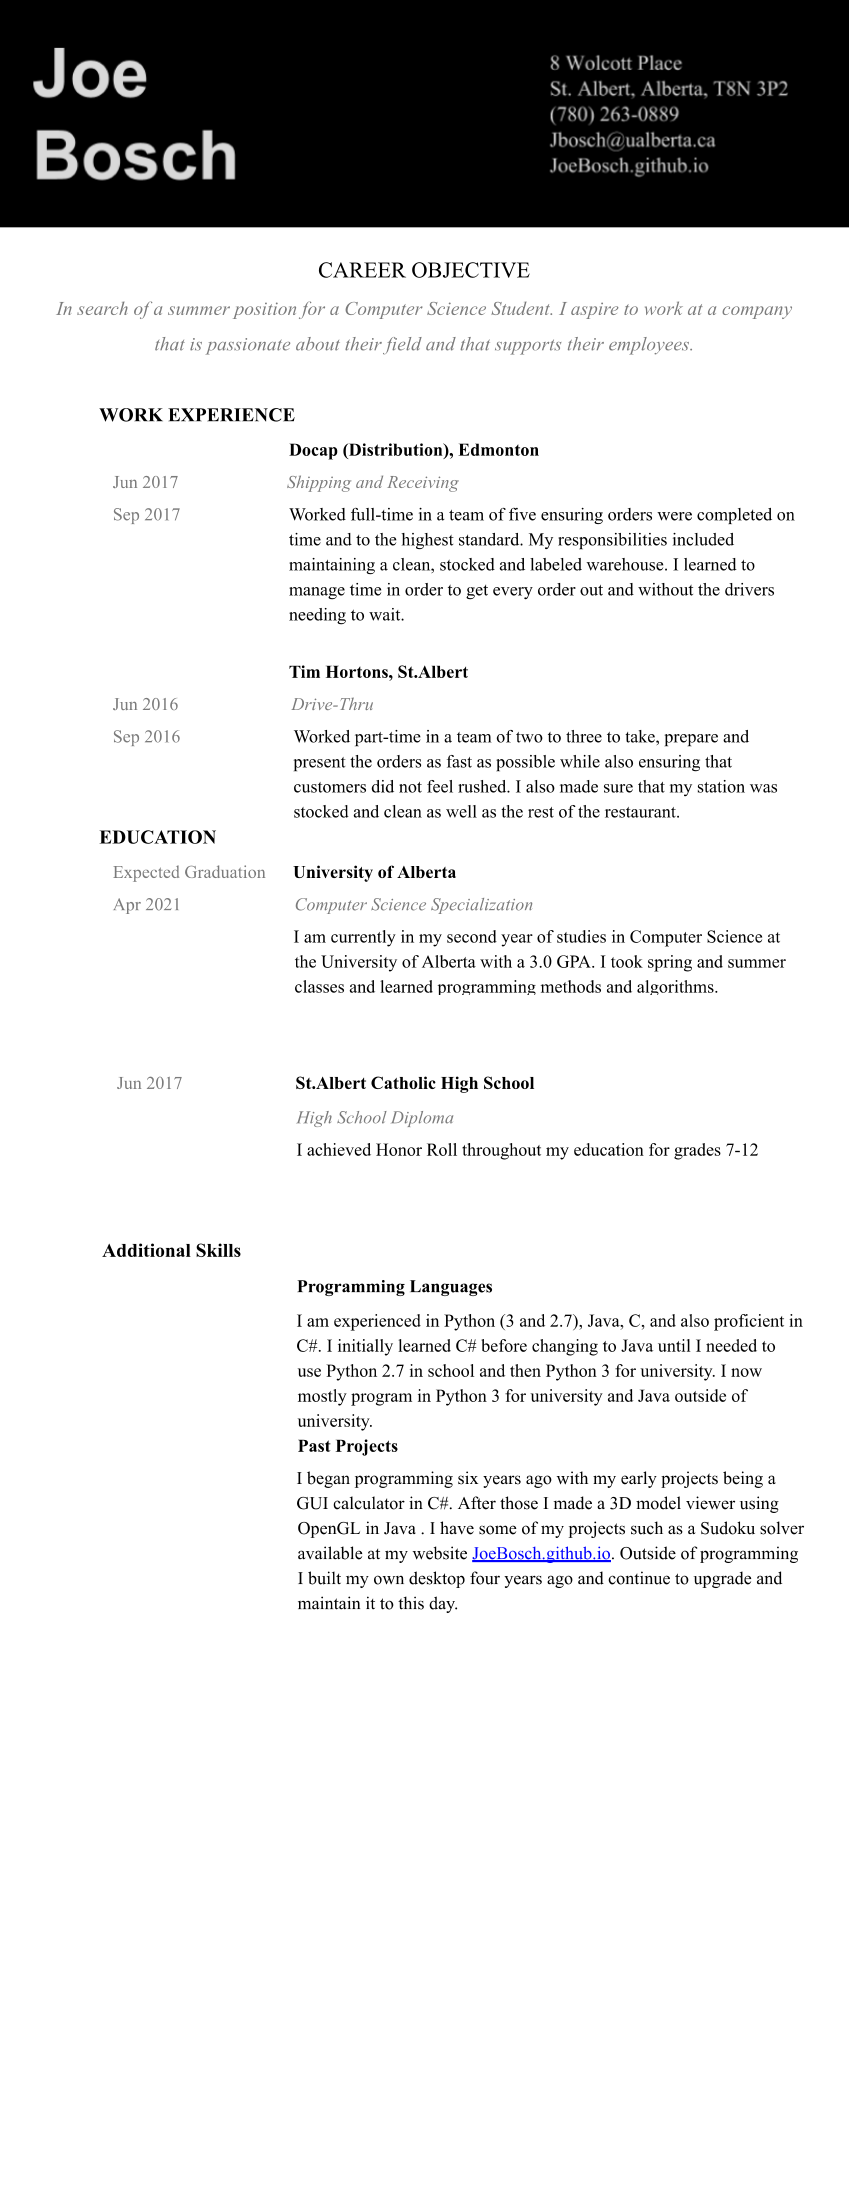 Joe
Bosch
8 Wolcott Place
St. Albert, Alberta, T8N 3P2
(780) 263-0889
Jbosch@ualberta.ca
JoeBosch.github.io
CAREER OBJECTIVE
In search of a summer position for a Computer Science Student. I aspire to work at a company
that is passionate about their field and that supports their employees.
WORK EXPERIENCE
Docap (Distribution), Edmonton
Jun 2017 Shipping and Receiving
Sep 2017 Worked full-time in a team of five ensuring orders were completed on
time and to the highest standard. My responsibilities included
maintaining a clean, stocked and labeled warehouse. I learned to
manage time in order to get every order out and without the drivers
needing to wait.
Tim Hortons, St.Albert
Jun 2016 Drive-Thru
Sep 2016 Worked part-time in a team of two to three to take, prepare and
present the orders as fast as possible while also ensuring that
customers did not feel rushed. I also made sure that my station was
stocked and clean as well as the rest of the restaurant.
EDUCATION
Expected Graduation University of Alberta
Apr 2021 Computer Science Specialization
I am currently in my second year of studies in Computer Science at
the University of Alberta with a 3.0 GPA. I took spring and summer
classes and learned programming methods and algorithms.
Jun 2017 St.Albert Catholic High School
High School Diploma
I achieved Honor Roll throughout my education for grades 7-12
Additional Skills
Programming Languages
I am experienced in Python (3 and 2.7), Java, C, and also proficient in
C#. I initially learned C# before changing to Java until I needed to
use Python 2.7 in school and then Python 3 for university. I now
mostly program in Python 3 for university and Java outside of
university.
Past Projects
I began programming six years ago with my early projects being a
GUI calculator in C#. After those I made a 3D model viewer using
OpenGL in Java . I have some of my projects such as a Sudoku solver
available at my website JoeBosch.github.io. Outside of programming
I built my own desktop four years ago and continue to upgrade and
maintain it to this day.